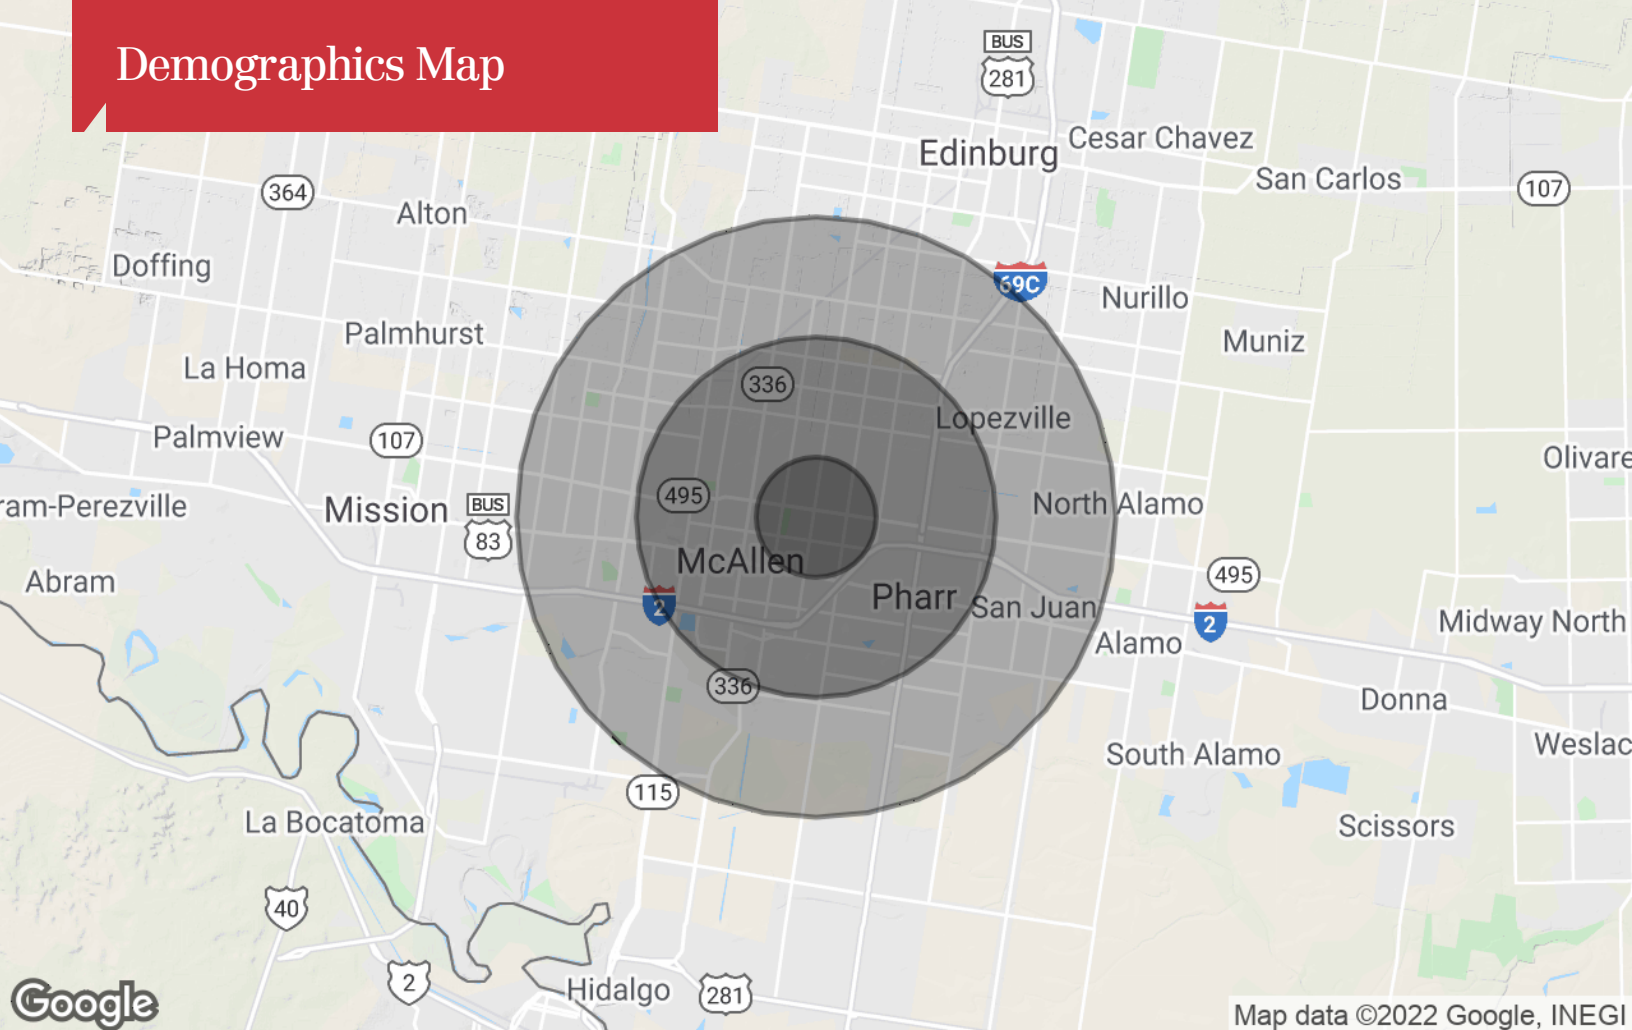 Demographics Map
BUS
281
Edinburg
Cesar Chavez
San Carlos
107
364
Alton
Doffing
69C
Nurillo
Palmhurst
Muniz
La Homa
336
Lopezville
Palmview
107
Olivare
ram-Perezville
Mission
BUS
83
495
North Alamo
McAllen
Abram
2
Pharr
San Juan
495
2
Alamo
Midway North
336
Donna
South Alamo
Weslac
115
La Bocatoma
Scissors
40
2
Hidalgo
281
Google
Map data ©2022 Google, INEGI